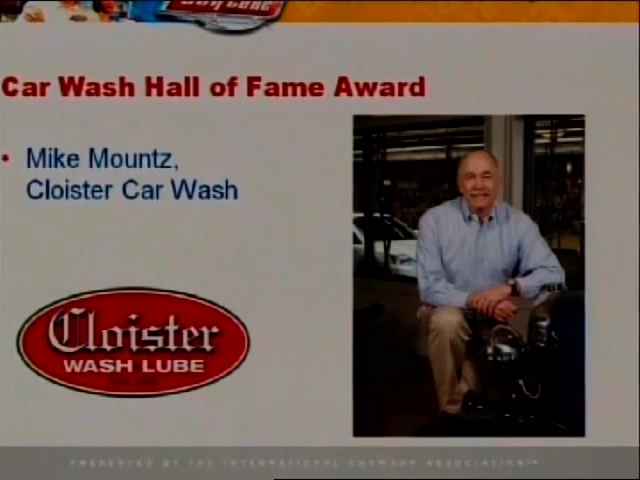 Car Wash Hall of Fame Award
• Mike Mountz,
Cloister Car Wash
Cloister
WASH LUBE
PRESENTED BY THE INTERNATIONAL CARWASH ASSOCIATION™